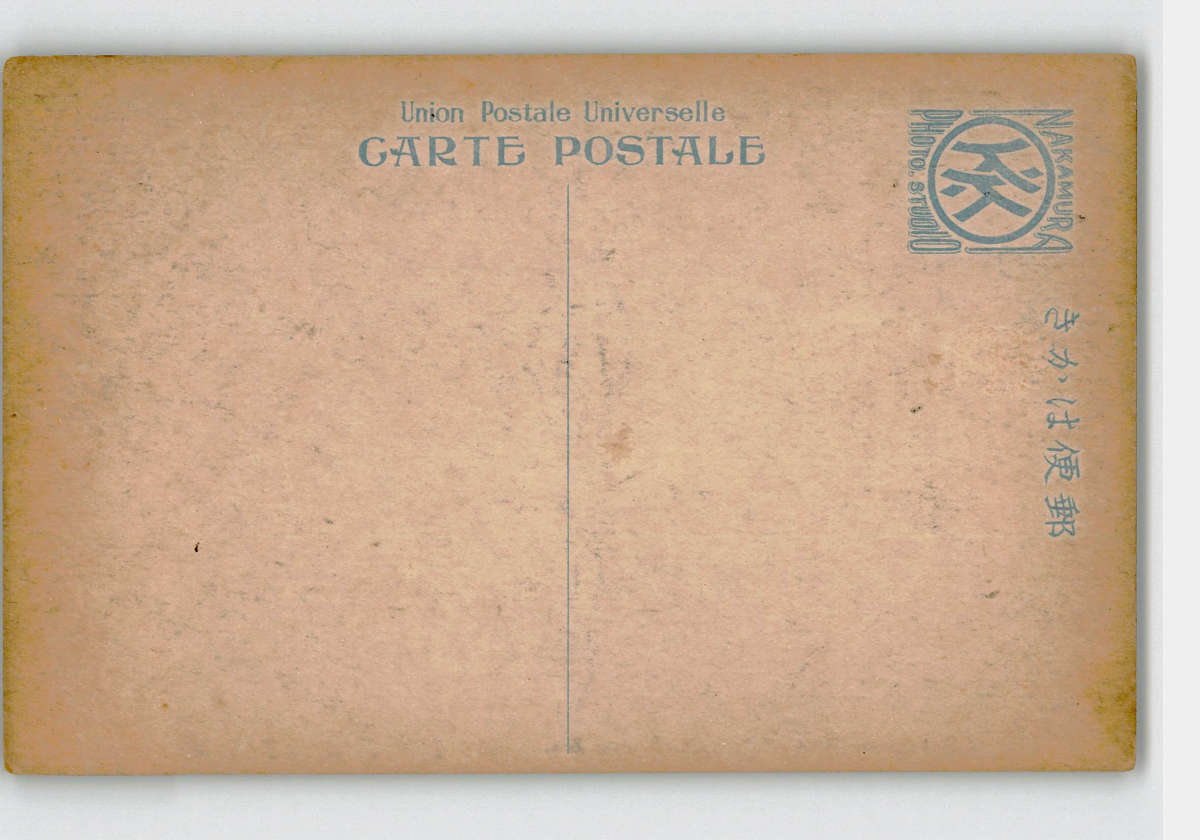 Union Postale Universelle
CARTE POSTALE
NAKAMURA
PHOTO. STUDIO
郵便はかき